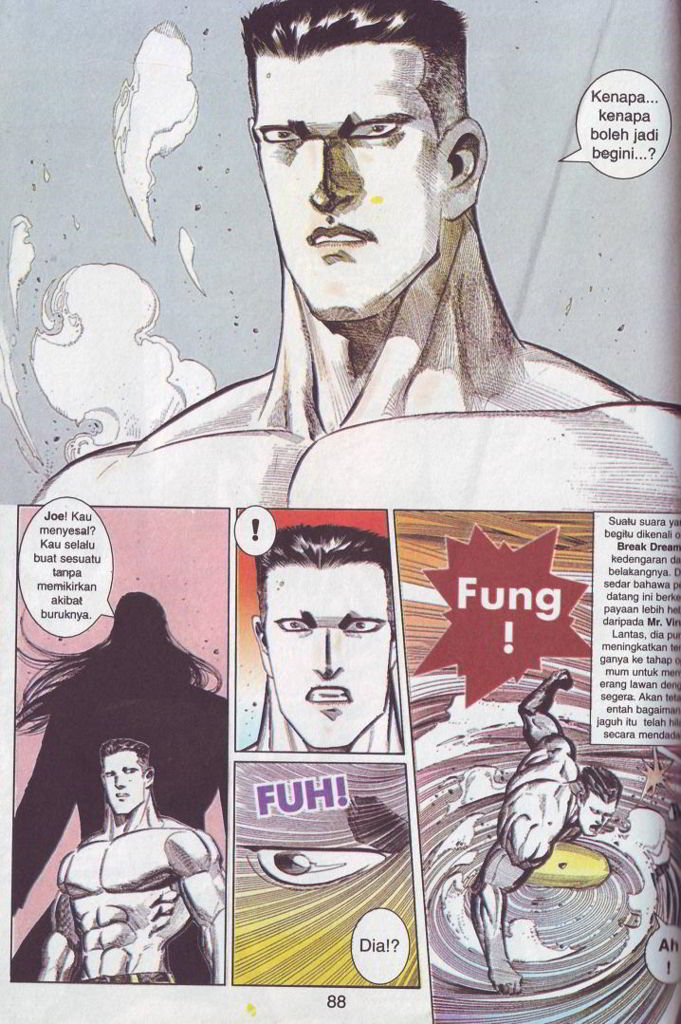 Kenapa...
kenapa
boleh jadi
begini...?
Joe! Kau
menyesal?
Kau selalu
buat sesuatu
tanpa
memikirkan
akibat
buruknya.
!
FUH!
Dia!?
Fung
!
Suatu suara
begitu dikenali
Break Dream
kedengaran
belakangnya.
sedar bahawa
datang ini
payaan lebih
daripada Mr.
Lantas, dia
meningkatkan
ganya ke tahap
mum untuk
erang lawan
segera. Akan
entah
jaguh itu telah
secara
Ah
!
88